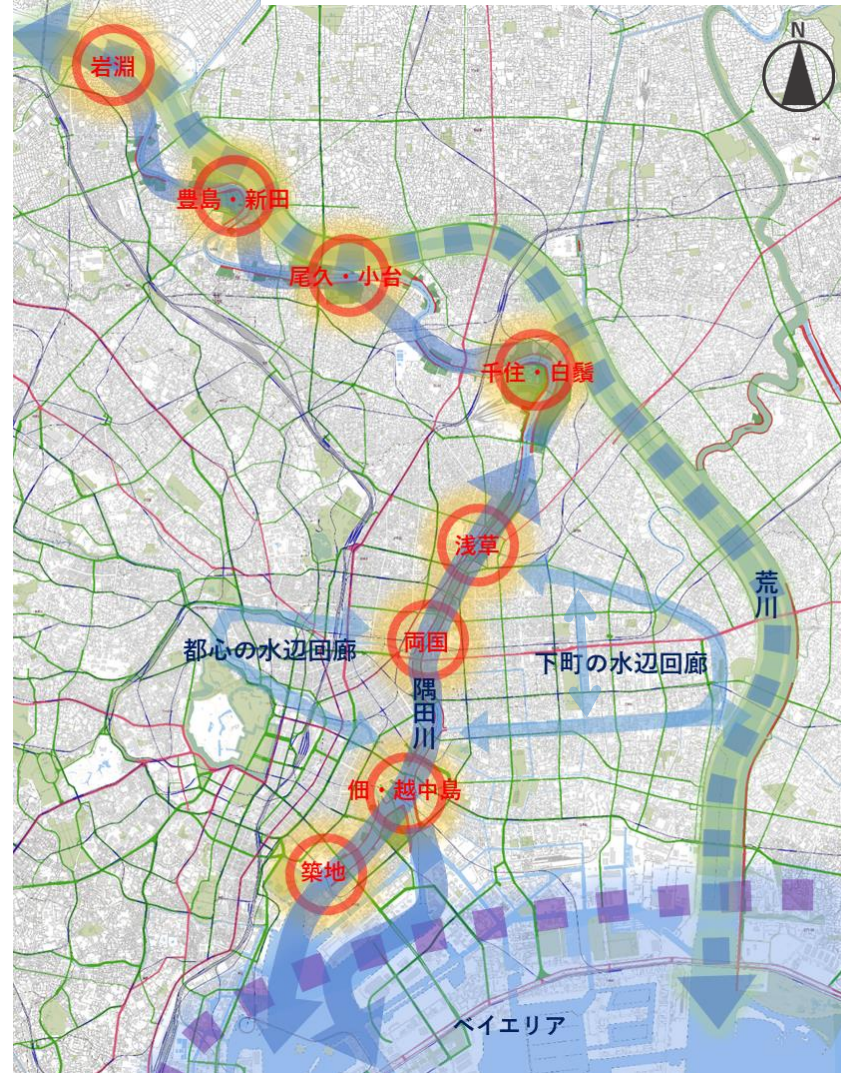 N
岩淵
豊島・新田
尾久・小台
千住・白鬚
浅草
荒川
両国
都心の水辺回廊
下町の水辺回廊
隅田川
佃・越中島
築地
ベイエリア